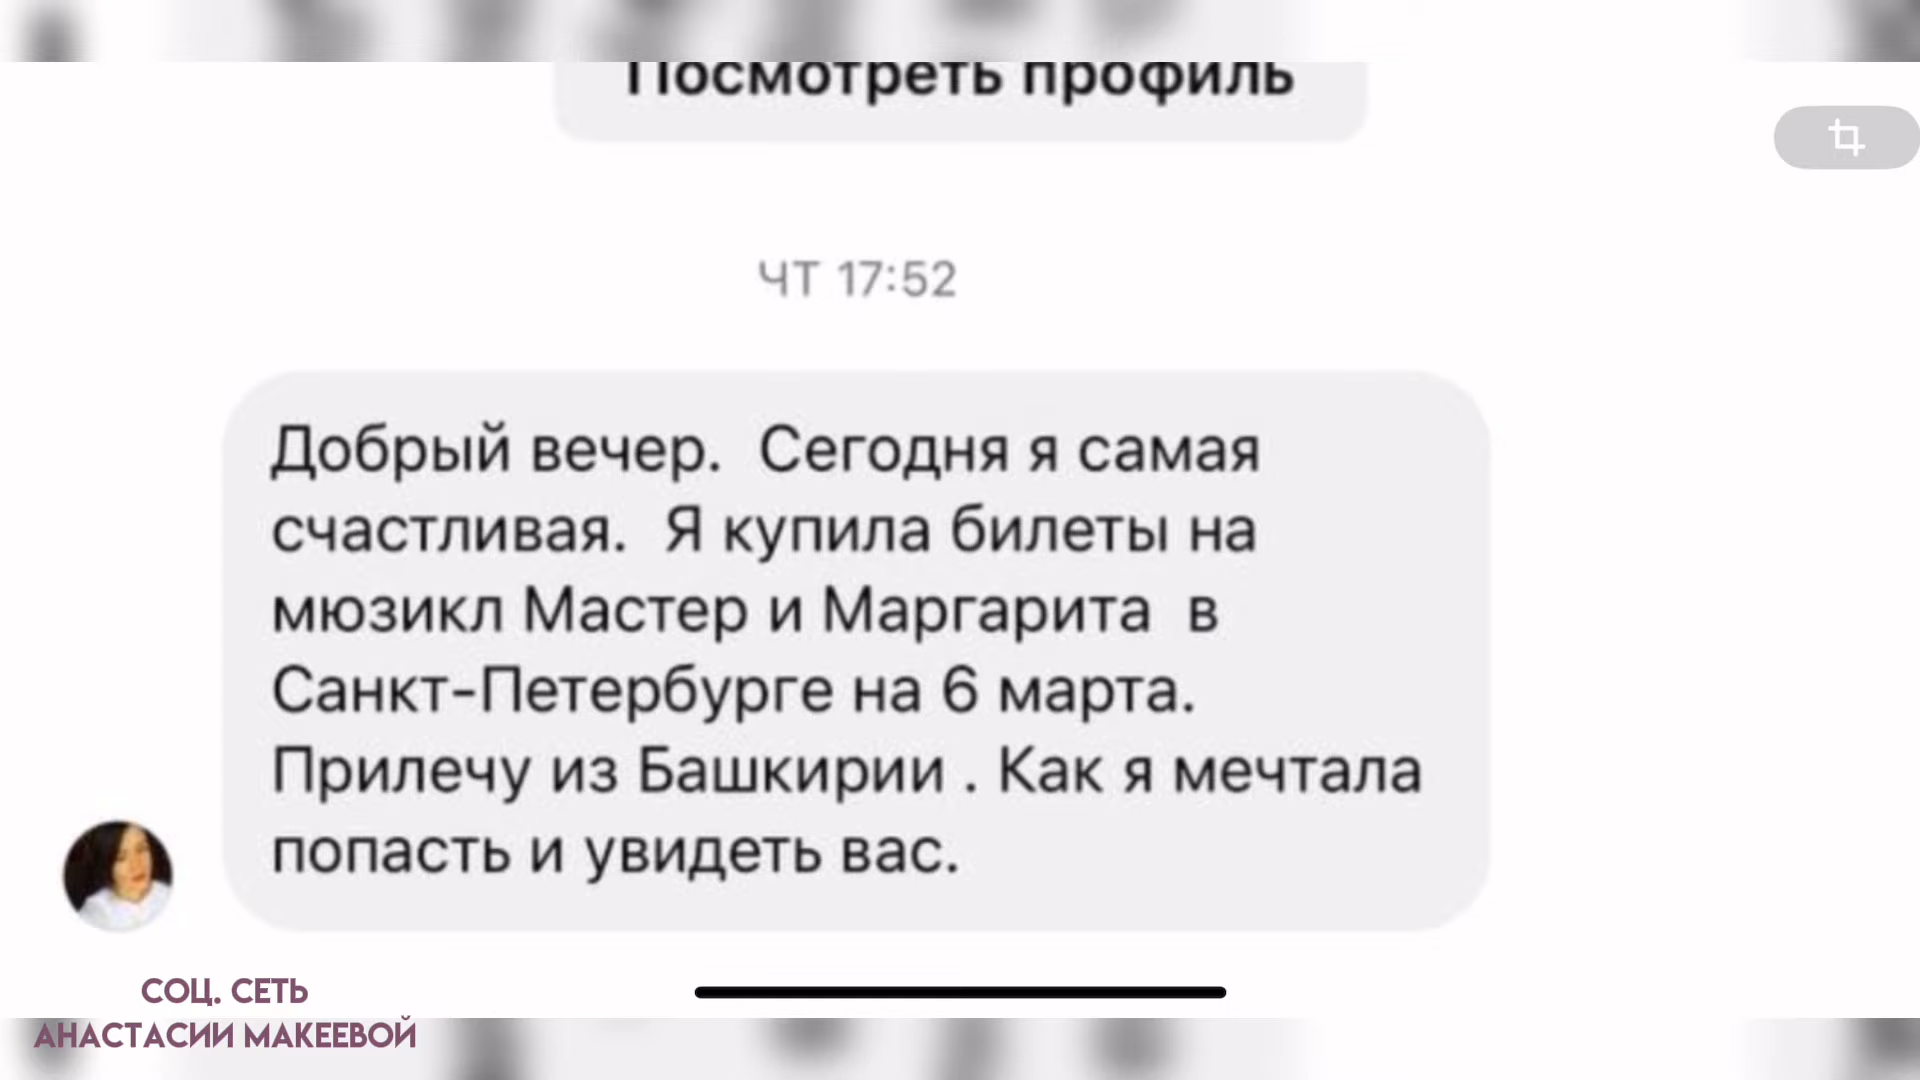 Посмотреть профиль
ЧТ 17:52
Добрый вечер.  Сегодня я самая
счастливая.  Я купила билеты на
мюзикл Мастер и Маргарита  в
Санкт-Петербурге на 6 марта.
Прилечу из Башкирии . Как я мечтала
попасть и увидеть вас.
СОЦ. СЕТЬ
АНАСТАСИИ МАКЕЕВОЙ